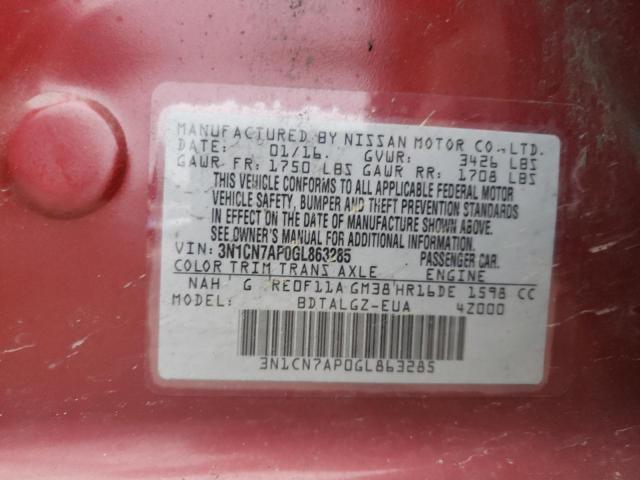 MANUFACTURED BY NISSAN MOTOR CO.,LTD.
DATE: 01/16. GVWR: 3426 LBS
GAWR FR: 1750 LBS GAWR RR: 1708 LBS
THIS VEHICLE CONFORMS TO ALL APPLICABLE FEDERAL MOTOR
VEHICLE SAFETY, BUMPER AND THEFT PREVENTION STANDARDS
IN EFFECT ON THE DATE OF MANUFACTURE SHOWN ABOVE.
SEE OWNER'S MANUAL FOR ADDITIONAL INFORMATION.
VIN: 3N1CN7AP0GL863285 PASSENGER CAR.
COLOR TRIM TRANS AXLE ENGINE
NAH G RE0F11A GM38 HR16DE 1598 CC
MODEL: BDTALGZ-EUA 4Z000
3N1CN7AP0GL863285